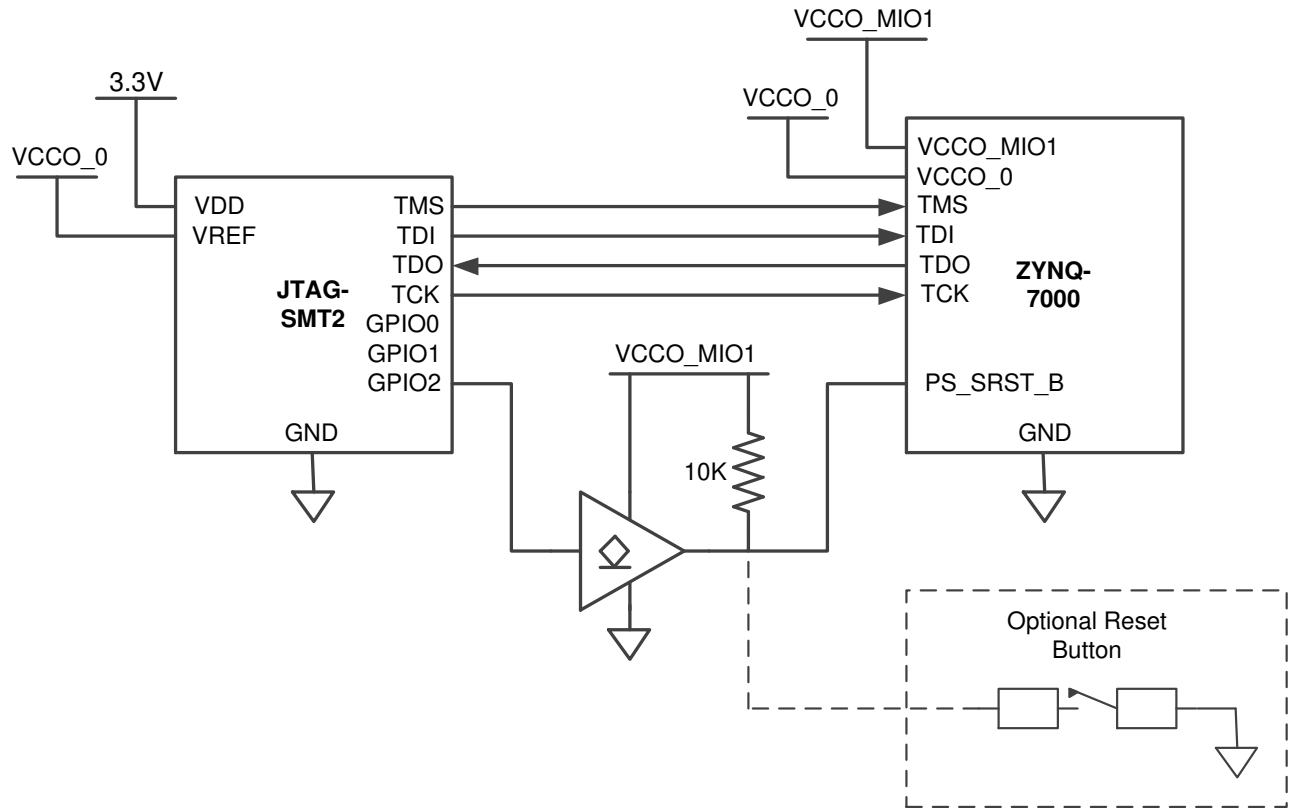 VCCO_MIO1
3.3V
VCCO_0
VCCO_0
VDD
VREF
JTAG-
SMT2
TMS
TDI
TDO
TCK
GPIO0
GPIO1
GPIO2
GND
VCCO_MIO1
VCCO_0
TMS
TDI
TDO
TCK
ZYNQ-
7000
PS_SRST_B
GND
VCCO_MIO1
10K
Optional Reset
Button